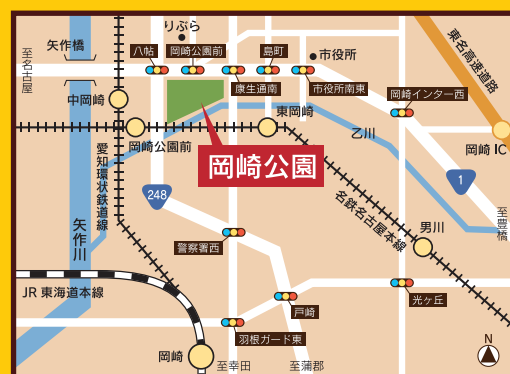 りぶら
矢作橋
至名古屋
八帖
岡崎公園前
島町
市役所
康生通南
市役所南東
東名高速道路
岡崎インター西
中岡崎
岡崎公園前
東岡崎
乙川
岡崎 IC
愛知環状鉄道線
岡崎公園
248
1
名鉄名古屋本線
至豊橋
矢作川
警察署西
男川
JR 東海道本線
戸崎
光ヶ丘
羽根ガード東
岡崎
至幸田
至蒲郡
N